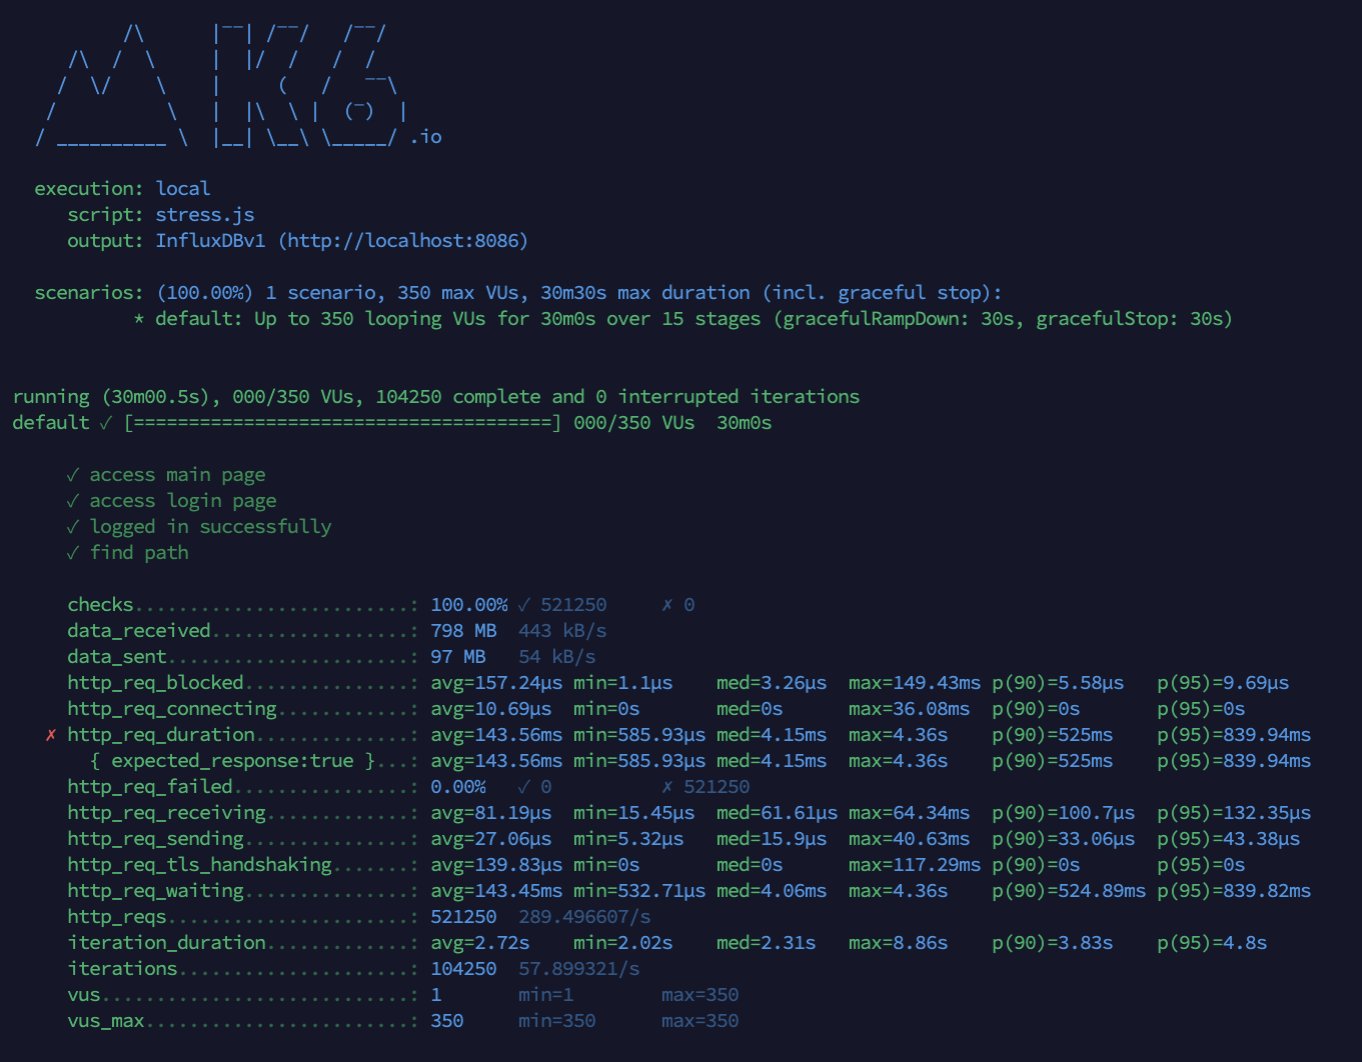 /\      |‾‾| /‾‾/   /‾‾/
     /\  /  \     |  |/  /   /  /
    /  \/    \    |     (   /   ‾‾\
   /          \   |  |\  \ |  (‾)  |
  / __________ \  |__| \__\ \_____/ .io
  execution: local
     script: stress.js
     output: InfluxDBv1 (http://localhost:8086)
  scenarios: (100.00%) 1 scenario, 350 max VUs, 30m30s max duration (incl. graceful stop):
           * default: Up to 350 looping VUs for 30m0s over 15 stages (gracefulRampDown: 30s, gracefulStop: 30s)
running (30m00.5s), 000/350 VUs, 104250 complete and 0 interrupted iterations
default ✓ [======================================] 000/350 VUs  30m0s
     ✓ access main page
     ✓ access login page
     ✓ logged in successfully
     ✓ find path
     checks.........................: 100.00% ✓ 521250     ✗ 0
     data_received..................: 798 MB  443 kB/s
     data_sent......................: 97 MB   54 kB/s
     http_req_blocked...............: avg=157.24µs min=1.1µs    med=3.26µs  max=149.43ms p(90)=5.58µs   p(95)=9.69µs
     http_req_connecting............: avg=10.69µs  min=0s       med=0s      max=36.08ms  p(90)=0s       p(95)=0s
   ✗ http_req_duration..............: avg=143.56ms min=585.93µs med=4.15ms  max=4.36s    p(90)=525ms    p(95)=839.94ms
       { expected_response:true }...: avg=143.56ms min=585.93µs med=4.15ms  max=4.36s    p(90)=525ms    p(95)=839.94ms
     http_req_failed................: 0.00%   ✓ 0          ✗ 521250
     http_req_receiving.............: avg=81.19µs  min=15.45µs  med=61.61µs max=64.34ms  p(90)=100.7µs  p(95)=132.35µs
     http_req_sending...............: avg=27.06µs  min=5.32µs   med=15.9µs  max=40.63ms  p(90)=33.06µs  p(95)=43.38µs
     http_req_tls_handshaking.......: avg=139.83µs min=0s       med=0s      max=117.29ms p(90)=0s       p(95)=0s
     http_req_waiting...............: avg=143.45ms min=532.71µs med=4.06ms  max=4.36s    p(90)=524.89ms p(95)=839.82ms
     http_reqs......................: 521250  289.496607/s
     iteration_duration.............: avg=2.72s    min=2.02s    med=2.31s   max=8.86s    p(90)=3.83s    p(95)=4.8s
     iterations.....................: 104250  57.899321/s
     vus............................: 1       min=1        max=350
     vus_max........................: 350     min=350      max=350